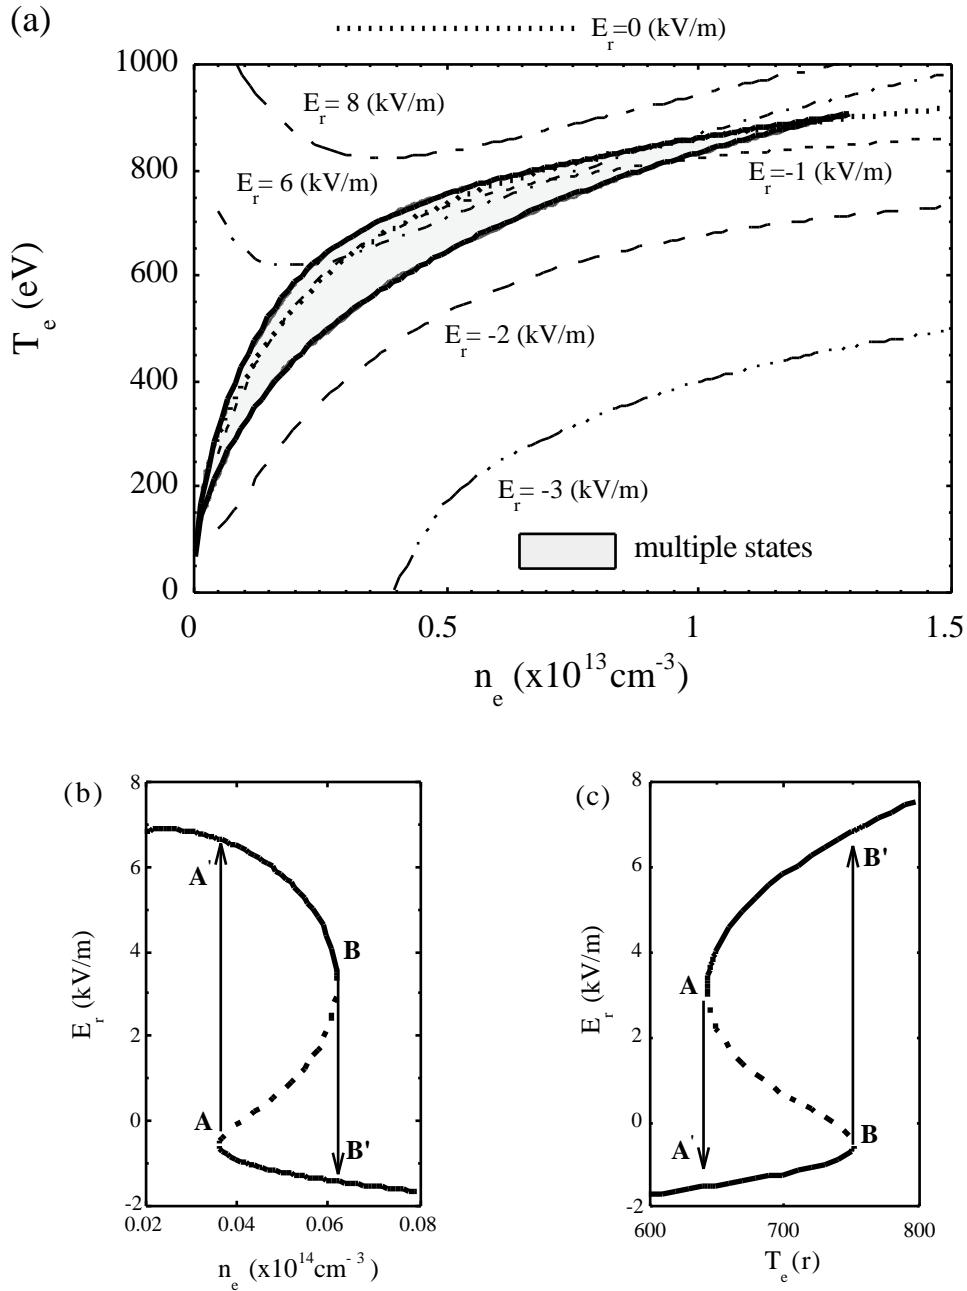 (a)
E_r=0 (kV/m)
1000
800
600
400
200
0
T_e (eV)
E_r= 8 (kV/m)
E_r= 6 (kV/m)
E_r=-1 (kV/m)
E_r= -2 (kV/m)
E_r= -3 (kV/m)
multiple states
0 0.5 1 1.5
n_e (x10^13 cm^-3)
(b)
8
6
4
2
0
-2
E_r (kV/m)
A'
B
A
B'
0.02 0.04 0.06 0.08
n_e (x10^14 cm^-3)
(c)
8
6
4
2
0
-2
E_r (kV/m)
B'
A
B
A'
600 700 800
T_e(r)